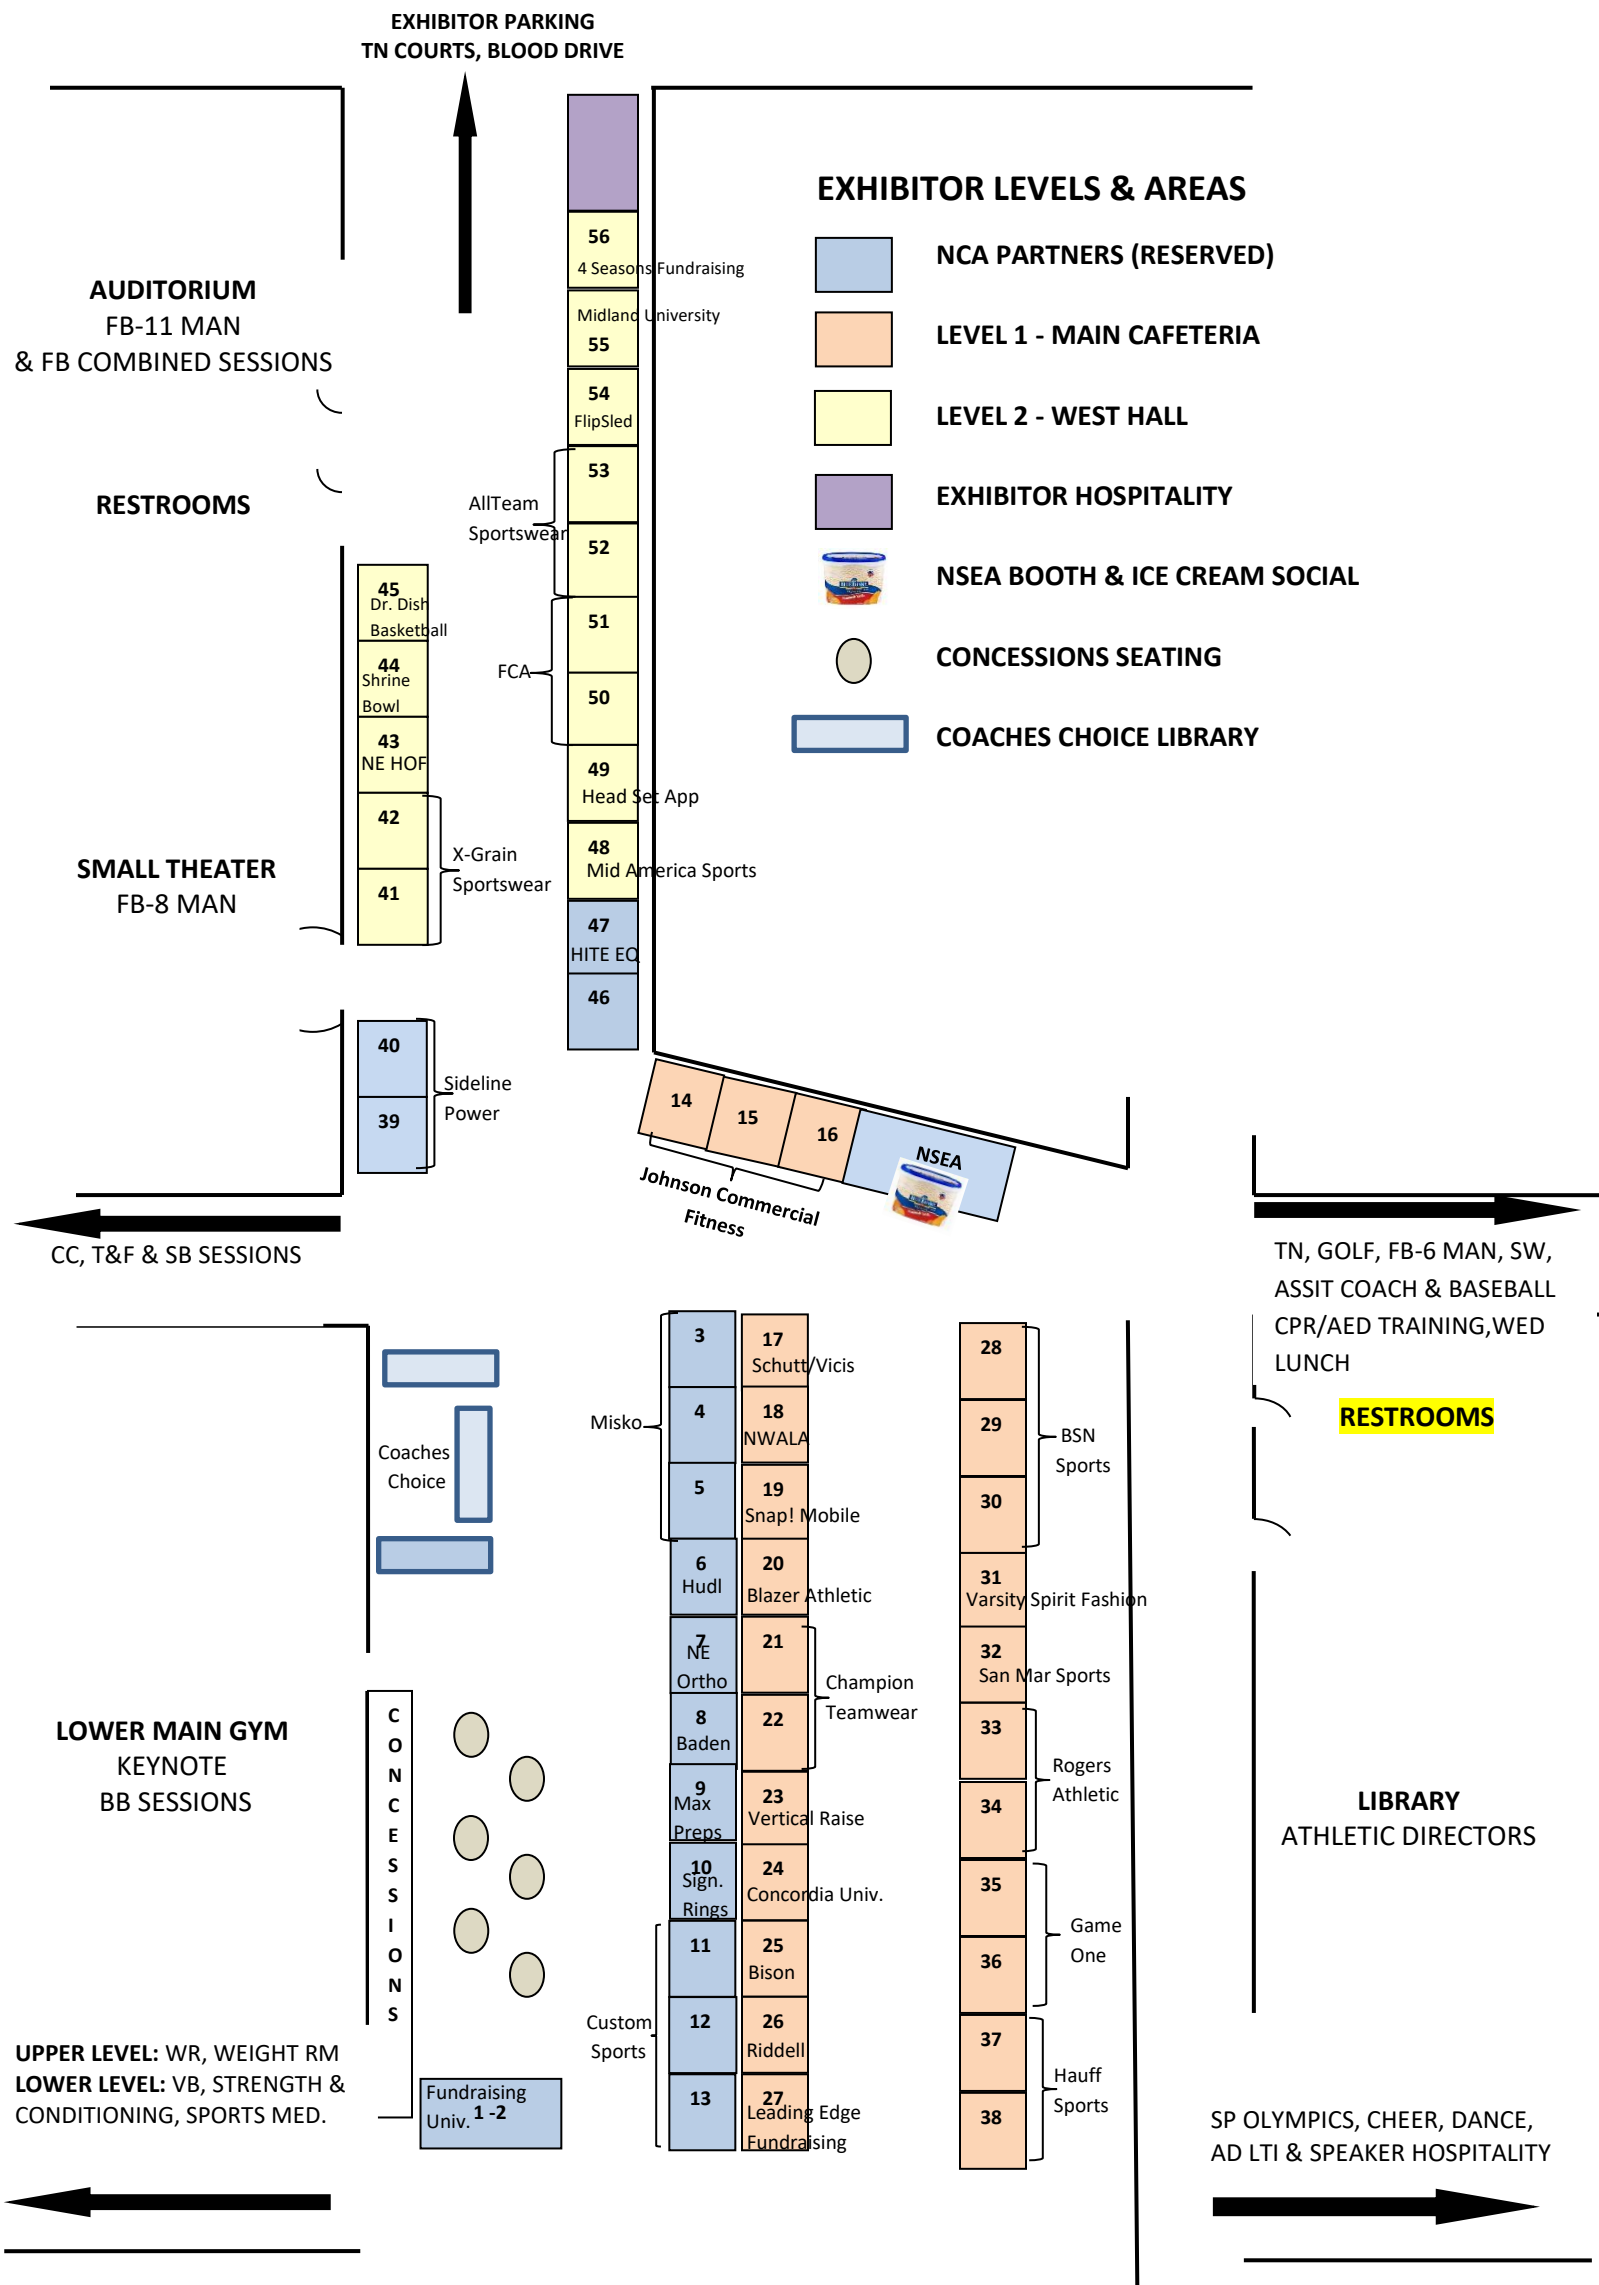 EXHIBITOR PARKING
TN COURTS, BLOOD DRIVE
EXHIBITOR LEVELS & AREAS
NCA PARTNERS (RESERVED)
LEVEL 1 - MAIN CAFETERIA
LEVEL 2 - WEST HALL
EXHIBITOR HOSPITALITY
NSEA BOOTH & ICE CREAM SOCIAL
CONCESSIONS SEATING
COACHES CHOICE LIBRARY
AUDITORIUM
FB-11 MAN
& FB COMBINED SESSIONS
RESTROOMS
SMALL THEATER
FB-8 MAN
56
4 Seasons Fundraising
Midland University
55
54
FlipSled
53
AllTeam
Sportswear
52
51
FCA
50
49
Head Set App
48
Mid America Sports
47
HITE EQ
46
45
Dr. Dish
Basketball
44
Shrine
Bowl
43
NE HOF
42
X-Grain
Sportswear
41
40
Sideline
Power
39
14
15
16
NSEA
Johnson Commercial
Fitness
CC, T&F & SB SESSIONS
TN, GOLF, FB-6 MAN, SW,
ASSIT COACH & BASEBALL
CPR/AED TRAINING,WED
LUNCH
RESTROOMS
Coaches
Choice
Misko
3
4
5
6
Hudl
7
NE
Ortho
8
Baden
9
Max
Preps
10
Sign.
Rings
11
12
13
Custom
Sports
17
Schutt/Vicis
18
NWALA
19
Snap! Mobile
20
Blazer Athletic
21
22
Champion
Teamwear
23
Vertical Raise
24
Concordia Univ.
25
Bison
26
Riddell
27
Leading Edge
Fundraising
28
29
30
BSN
Sports
31
Varsity Spirit Fashion
32
San Mar Sports
33
34
Rogers
Athletic
35
36
Game
One
37
38
Hauff
Sports
LOWER MAIN GYM
KEYNOTE
BB SESSIONS
CONCESSIONS
Fundraising
Univ. 1 -2
UPPER LEVEL: WR, WEIGHT RM
LOWER LEVEL: VB, STRENGTH &
CONDITIONING, SPORTS MED.
LIBRARY
ATHLETIC DIRECTORS
SP OLYMPICS, CHEER, DANCE,
AD LTI & SPEAKER HOSPITALITY